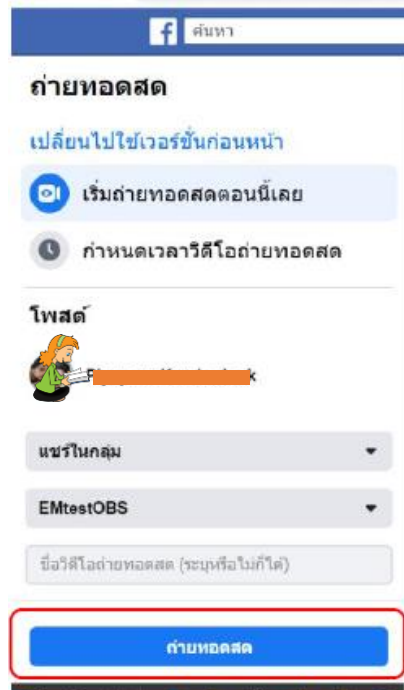 f ค้นหา
ถ่ายทอดสด
เปลี่ยนไปใช้เวอร์ชั่นก่อนหน้า
เริ่มถ่ายทอดสดตอนนี้เลย
กำหนดเวลาวิดีโอถ่ายทอดสด
โพสต์
แชร์ในกลุ่ม
EMtestOBS
ชื่อวิดีโอถ่ายทอดสด (ระบุหรือไม่ก็ได้)
ถ่ายทอดสด